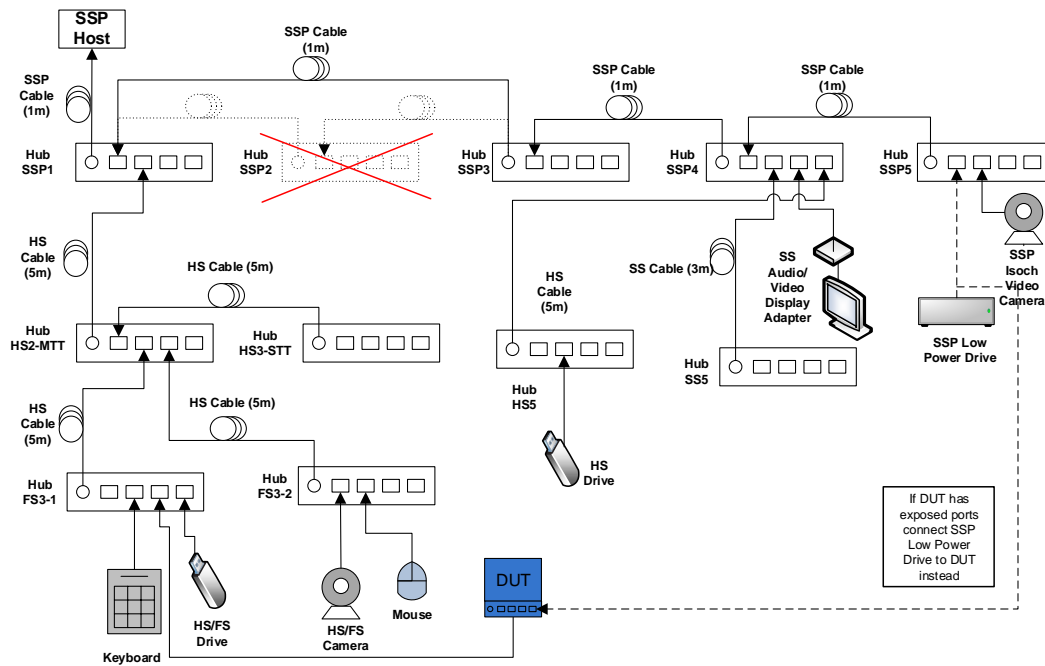 SSP
Host
SSP Cable
(1m)
SSP Cable
(1m)
SSP Cable
(1m)
SSP
Cable
(1m)
Hub
SSP1
Hub
SSP2
Hub
SSP3
Hub
SSP4
Hub
SSP5
HS
Cable
(5m)
HS Cable (5m)
SS Cable (3m)
HS
Cable
(5m)
SS
Audio/
Video
Display
Adapter
SSP
Isoch
Video
Camera
Hub
HS2-MTT
Hub
HS3-STT
SSP Low
Power Drive
Hub
HS5
Hub
SS5
HS
Cable
(5m)
HS Cable (5m)
Hub
FS3-1
Hub
FS3-2
HS
Drive
If DUT has
exposed ports
connect SSP
Low Power
Drive to DUT
instead
DUT
Keyboard
HS/FS
Drive
HS/FS
Camera
Mouse